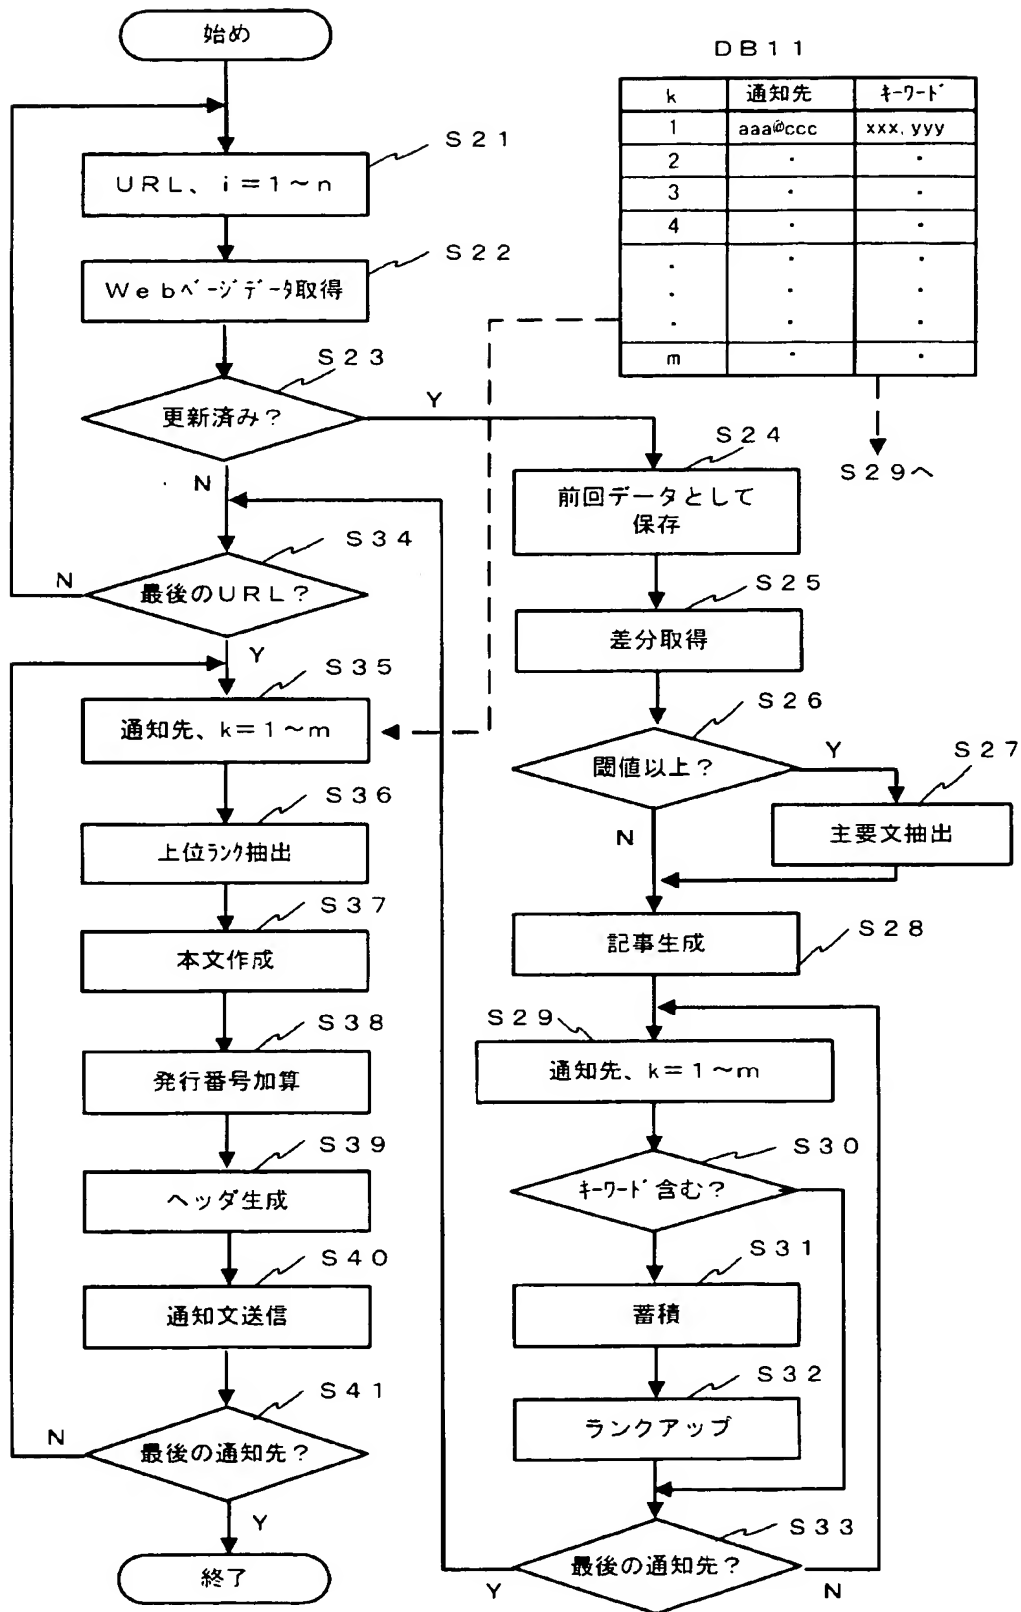 始め
DB11
k 通知先 ｷｰﾜｰﾄﾞ
1 aaa@ccc xxx, yyy
2 ・ ・
3 ・ ・
4 ・ ・
・ ・ ・
・ ・ ・
・ ・ ・
m ・ ・
S29へ
S21
URL、i=1～n
S22
Webﾍﾟｰｼﾞﾃﾞｰﾀ取得
S23
更新済み？
Y
N
S34
最後のURL？
N
Y
S35
通知先、k=1～m
S36
上位ﾗﾝｸ抽出
S37
本文作成
S38
発行番号加算
S39
ヘッダ生成
S40
通知文送信
S41
最後の通知先？
N
Y
終了
S24
前回データとして
保存
S25
差分取得
S26
閾値以上？
Y
N
S27
主要文抽出
S28
記事生成
S29
通知先、k=1～m
S30
ｷｰﾜｰﾄﾞ含む？
S31
蓄積
S32
ランクアップ
S33
最後の通知先？
Y
N